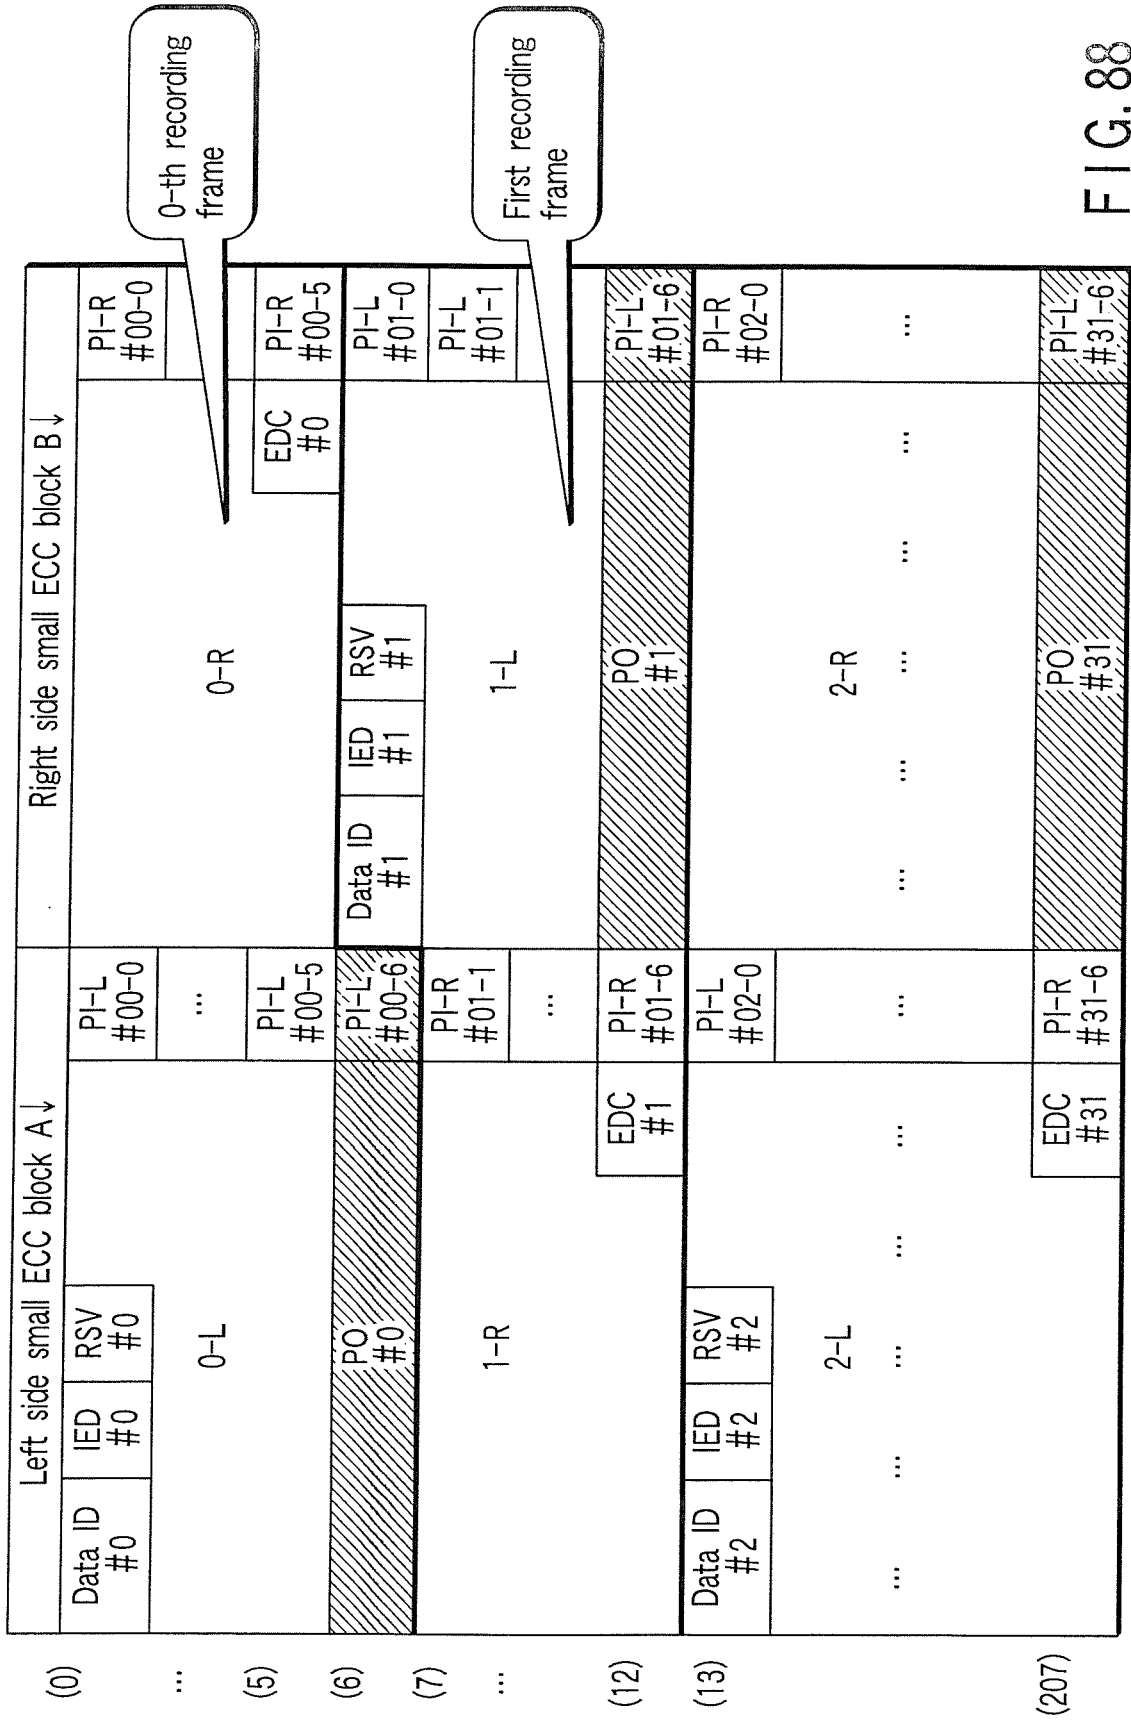 Left side small ECC block A↓
Right side small ECC block B↓
(0)
Data ID
#0
IED
#0
RSV
#0
PI-L
#00-0
PI-R
#00-0
...
0-L
...
0-R
...
0-th recording
frame
(5)
PI-L
#00-5
EDC
#0
PI-R
#00-5
(6)
PO
#0
PI-L
#00-6
Data ID
#1
IED
#1
RSV
#1
PI-L
#01-0
(7)
PI-R
#01-1
PI-L
#01-1
...
1-R
...
1-L
First recording
frame
(12)
EDC
#1
PI-R
#01-6
PO
#1
PI-L
#01-6
(13)
Data ID
#2
IED
#2
RSV
#2
PI-L
#02-0
PI-R
#02-0
2-L
2-R
... ... ... ... ... ... ... ... ... ... ... ...
(207)
EDC
#31
PI-R
#31-6
PO
#31
PI-L
#31-6
FIG. 88